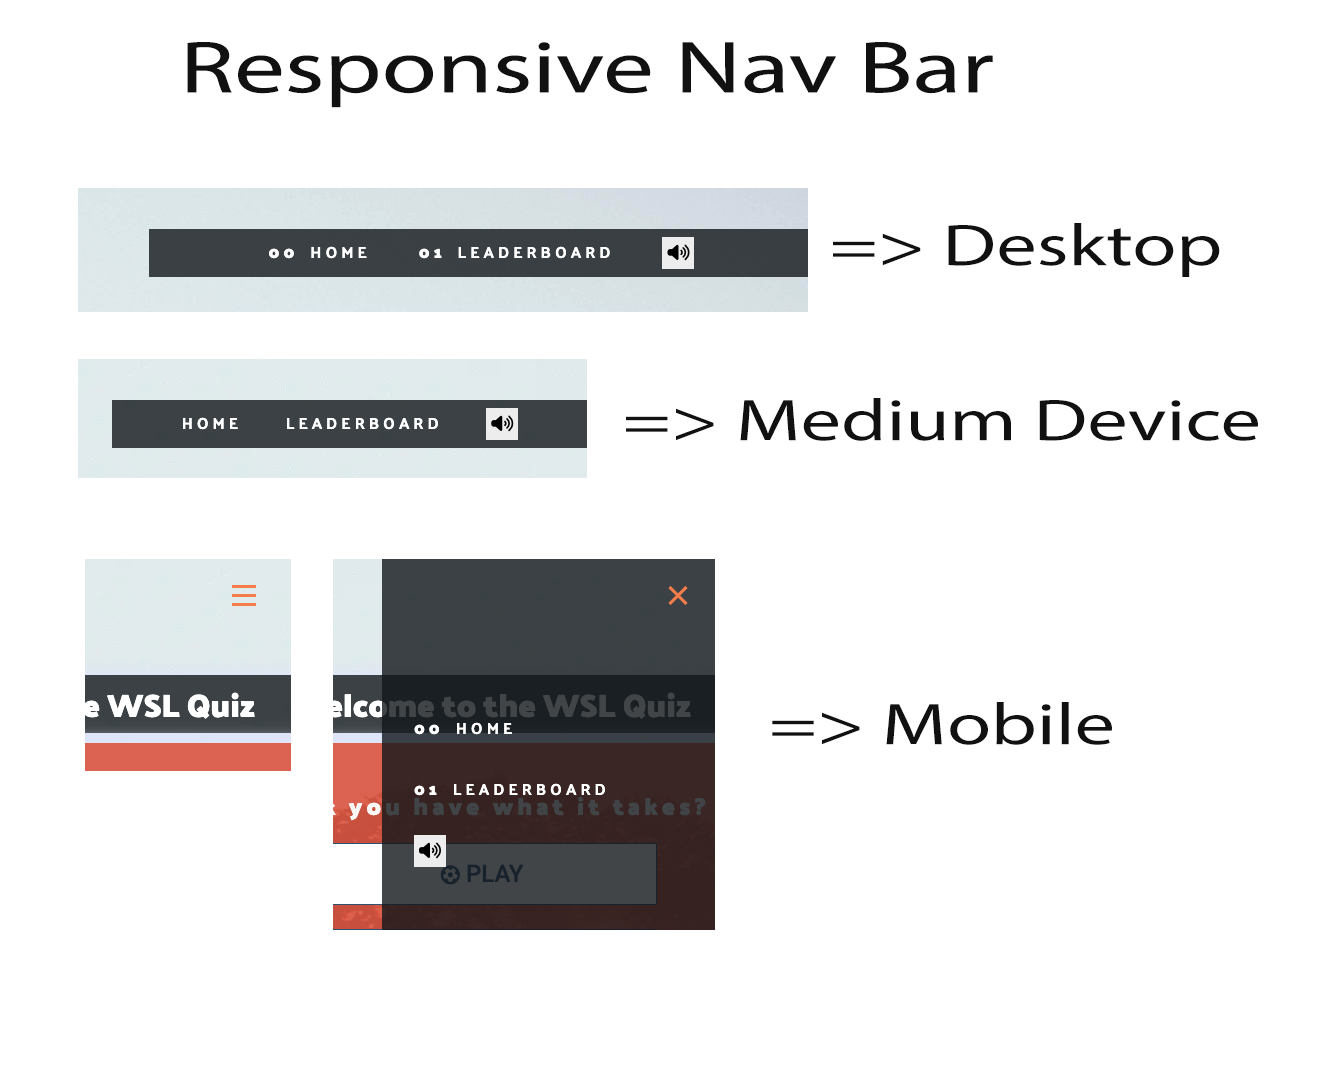 Responsive Nav Bar
00 HOME 01 LEADERBOARD
=> Desktop
HOME LEADERBOARD
=> Medium Device
e WSL Quiz
elcome to the WSL Quiz
00 HOME
=> Mobile
01 LEADERBOARD
k you have what it takes?
PLAY